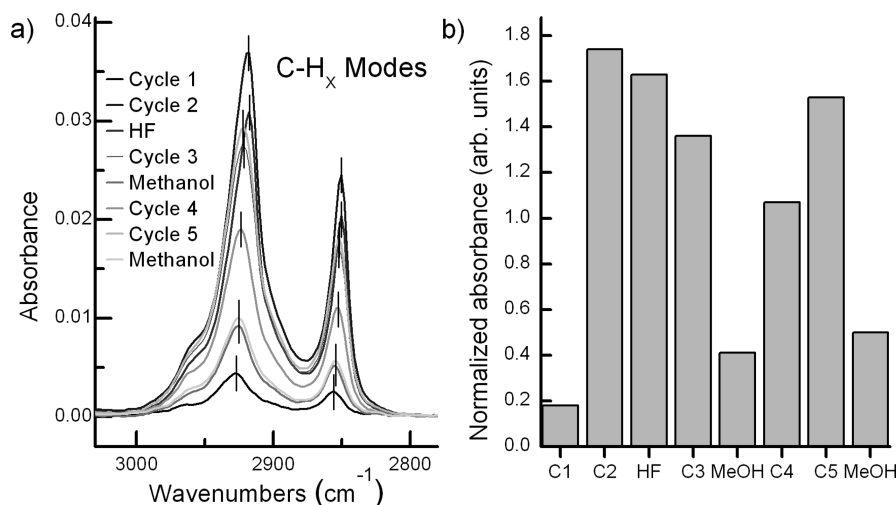 a)
0.04
0.03
0.02
0.01
0.00
Absorbance
C-Hx Modes
Cycle 1
Cycle 2
HF
Cycle 3
Methanol
Cycle 4
Cycle 5
Methanol
3000 2900 2800
Wavenumbers (cm-1)
b)
Normalized absorbance (arb. units)
1.8
1.6
1.4
1.2
1.0
0.8
0.6
0.4
0.2
0.0
C1 C2 HF C3 MeOH C4 C5 MeOH